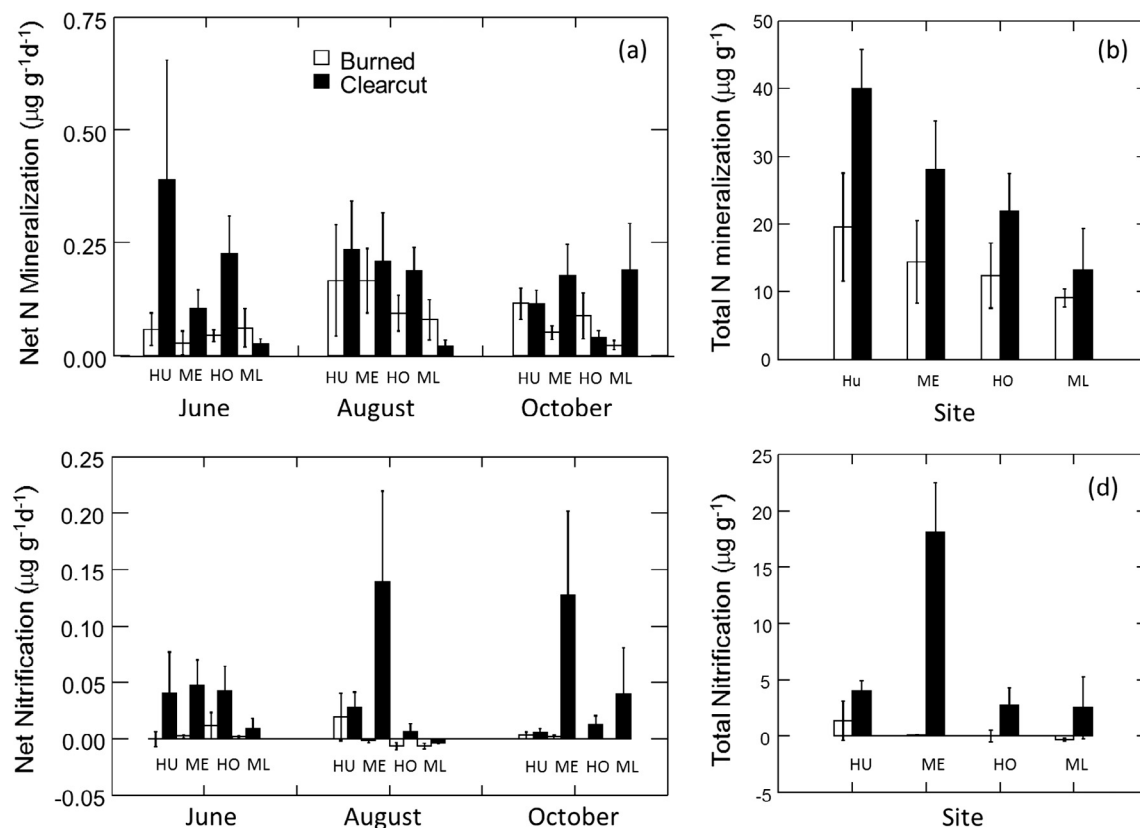 0.75
0.50
0.25
0.00
Net N Mineralization (µg g⁻¹d⁻¹)
Burned
Clearcut
(a)
HU ME HO ML
HU ME HO ML
HU ME HO ML
June August October
50
40
30
20
10
0
Total N mineralization (µg g⁻¹)
(b)
Hu ME HO ML
Site
0.25
0.20
0.15
0.10
0.05
0.00
-0.05
Net Nitrification (µg g⁻¹d⁻¹)
HU ME HO ML
HU ME HO ML
HU ME HO ML
June August October
25
20
15
10
5
0
-5
Total Nitrification (µg g⁻¹)
(d)
HU ME HO ML
Site